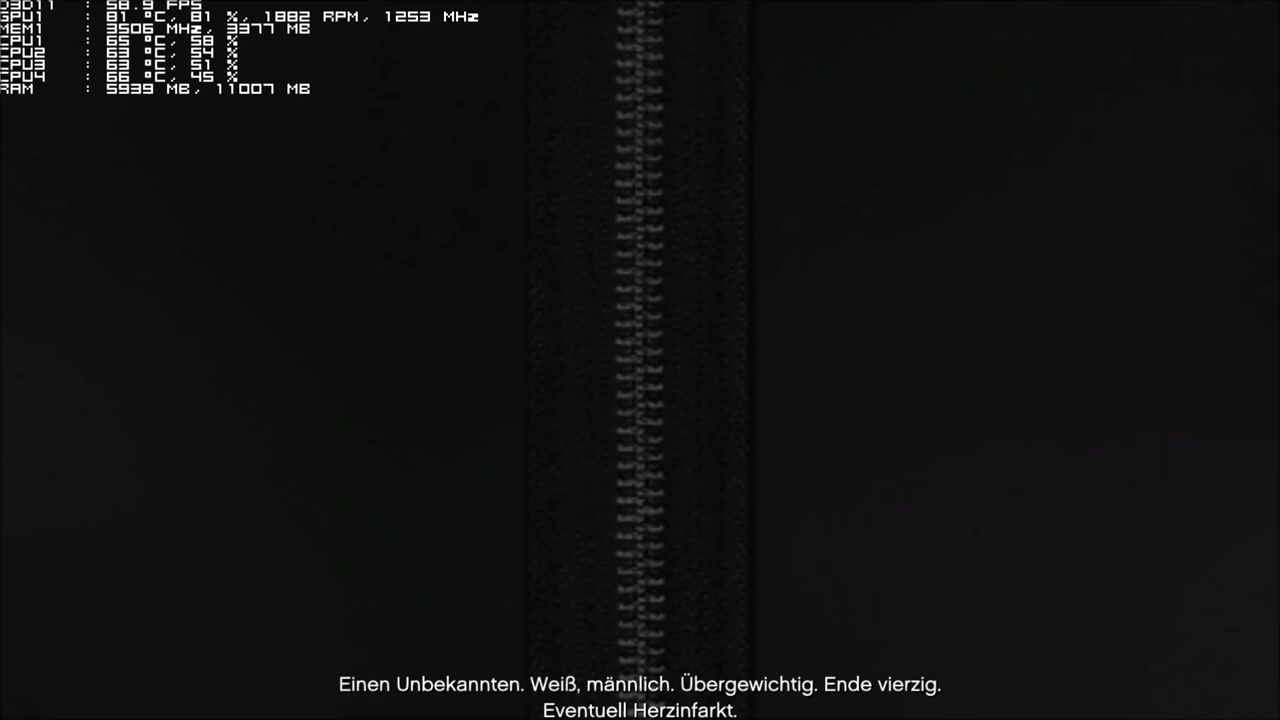 D3D11 : 58.9 FPS
GPU1 : 81 °C, 81 %, 1882 RPM, 1253 MHz
MEM1 : 3506 MHz, 3377 MB
CPU1 : 65 °C, 58 %
CPU2 : 63 °C, 54 %
CPU3 : 63 °C, 51 %
CPU4 : 66 °C, 45 %
RAM : 5939 MB, 11007 MB
Einen Unbekannten. Weiß, männlich. Übergewichtig. Ende vierzig.
Eventuell Herzinfarkt.